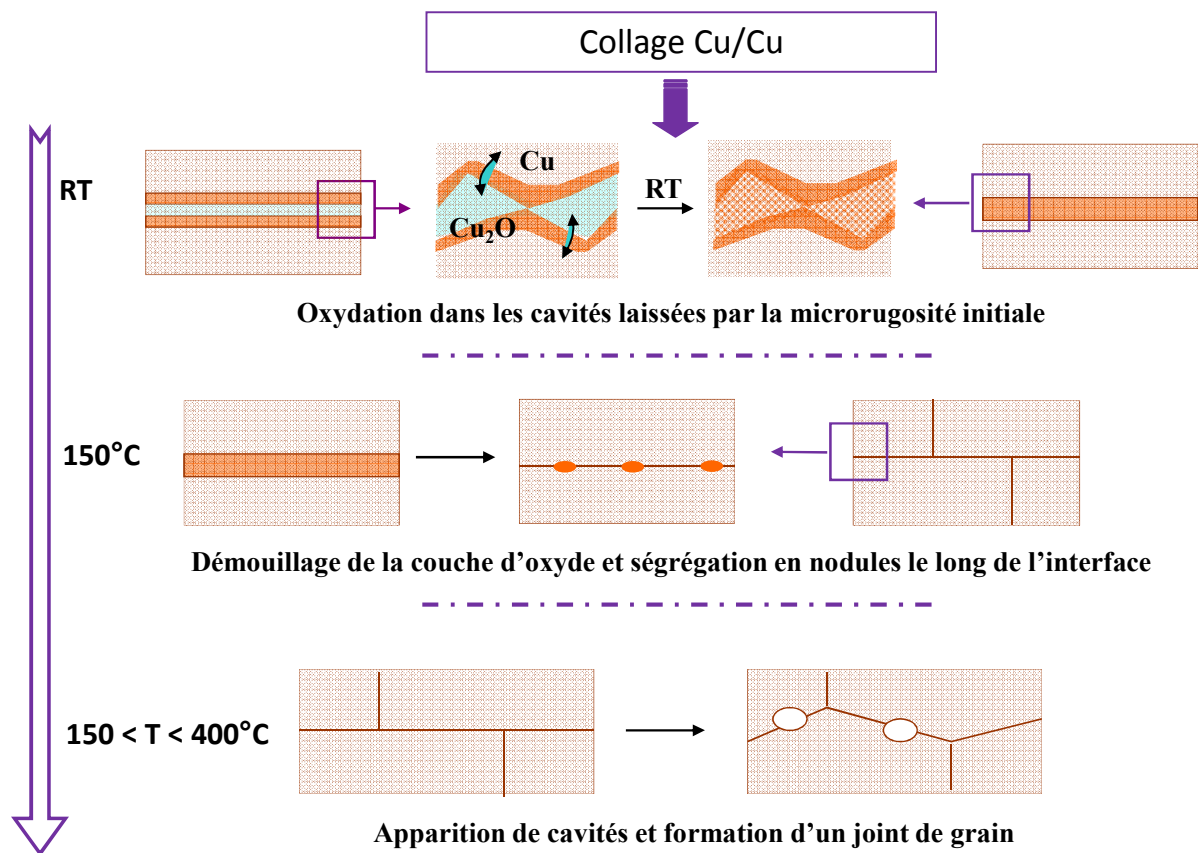 Collage Cu/Cu
RT
Cu
Cu₂O
RT
Oxydation dans les cavités laissées par la microrugosité initiale
150°C
Démouillage de la couche d’oxyde et ségrégation en nodules le long de l’interface
150 < T < 400°C
Apparition de cavités et formation d’un joint de grain